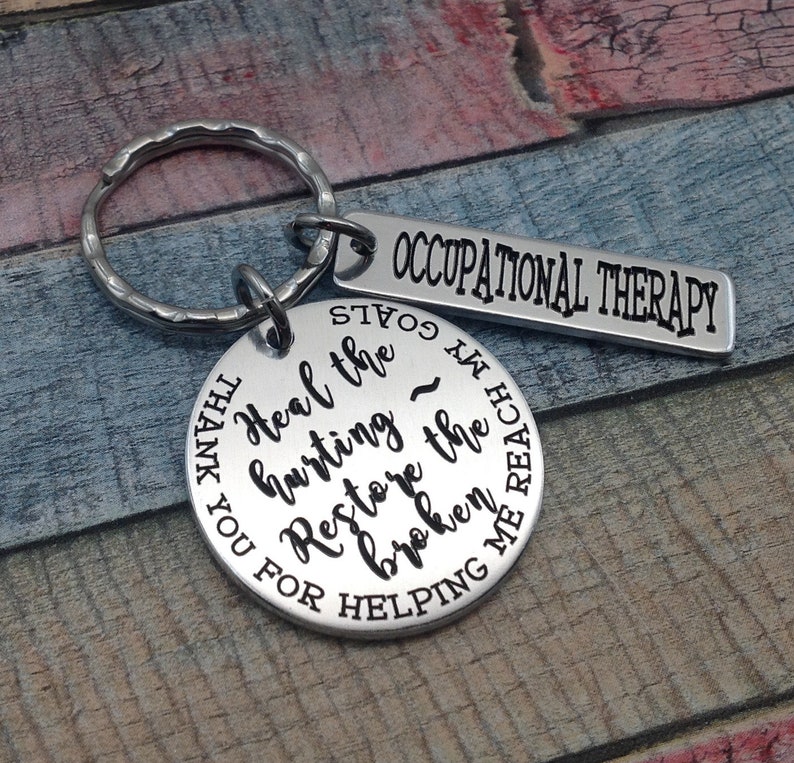 OCCUPATIONAL THERAPY
Heal the
hurting ~
Restore the
broken
THANK YOU FOR HELPING ME REACH MY GOALS